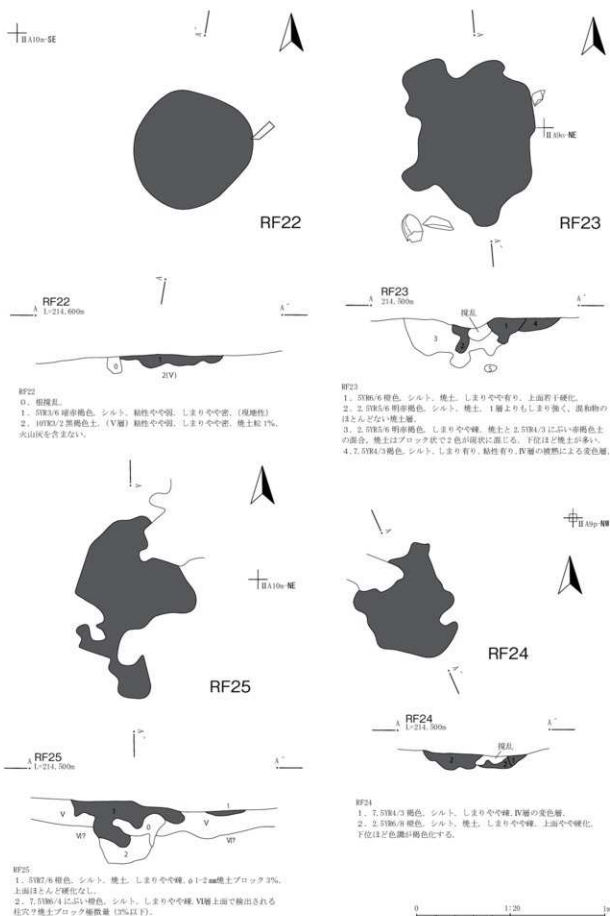 ⅡA10n-SE
A'
RF22
A
A
RF22
L=214,600m
A'
1
0
2(V)
RF22
0．根撹乱．
1．5YR3/6 暗赤褐色．シルト．粘性やや弱．しまりやや密．(現地性)
2．10YR3/2 黒褐色土．(Ⅴ層) 粘性やや弱．しまりやや密．焼土粒 1%．
火山灰を含まない．
A'
ⅡA9o-NE
RF23
A
A
RF23
214,500m
A'
撹乱
3
2
1
4
S
RF23
1．5YR6/6 橙色．シルト．焼土．しまりやや有り．上面若干硬化．
2．2.5YR5/6 明赤褐色．シルト．焼土．1層よりもしまり強く，混和物の
ほとんどない焼土層．
3．2.5YR5/6 明赤褐色．しまりやや疎．焼土と 2.5YR4/3 にぶい赤褐色土
の混合．焼土はブロック状で 2 色が斑状に混じる．下位ほど焼土が多い．
4．7.5YR4/3 褐色．シルト．しまり有り．粘性有り．Ⅳ層の被熱による変色層．
A'
ⅡA10n-NE
RF25
A
A
RF25
L=214,500m
A'
V
1
1
0
V
Ⅵ?
2
Ⅵ?
RF25
1．5YR7/6 橙色．シルト．焼土．しまりやや疎．φ1-2㎜焼土ブロック 3%．
上面ほとんど硬化なし．
2．7.5YR6/4 にぶい橙色．シルト．しまりやや疎．Ⅵ層上面で検出される
柱穴？焼土ブロック極微量 (3%以下)．
A
ⅡA9p-NW
RF24
A'
A
RF24
L=214,500m
A'
撹乱
2
1
RF24
1．7.5YR4/3 褐色．シルト．しまりやや疎．Ⅳ層の変色層．
2．2.5YR6/8 橙色．シルト．焼土．しまりやや疎．上面やや硬化．
下位ほど色調が褐色化する．
0 1:20 1m